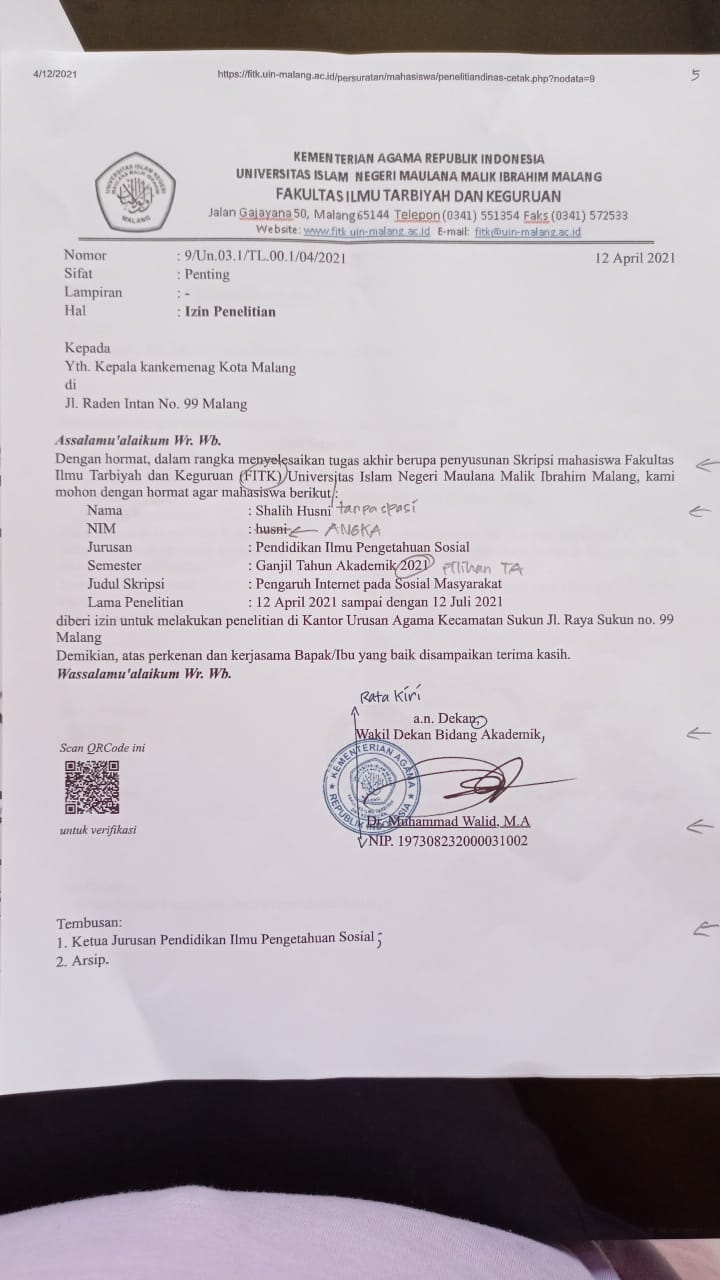 4/12/2021 https://fitk.uin-malang.ac.id/persuratan/mahasiswa/penelitiandinas-cetak.php?nodata=9 5
KEMENTERIAN AGAMA REPUBLIK INDONESIA
UNIVERSITAS ISLAM NEGERI MAULANA MALIK IBRAHIM MALANG
FAKULTAS ILMU TARBIYAH DAN KEGURUAN
Jalan Gajayana 50, Malang 65144 Telepon (0341) 551354 Faks (0341) 572533
Website: www.fitk.uin-malang.ac.id E-mail: fitk@uin-malang.ac.id
Nomor : 9/Un.03.1/TL.00.1/04/2021 12 April 2021
Sifat : Penting
Lampiran : -
Hal : Izin Penelitian
Kepada
Yth. Kepala kankemenag Kota Malang
di
Jl. Raden Intan No. 99 Malang
Assalamu'alaikum Wr. Wb.
Dengan hormat, dalam rangka menyelesaikan tugas akhir berupa penyusunan Skripsi mahasiswa Fakultas
Ilmu Tarbiyah dan Keguruan (FITK) Universitas Islam Negeri Maulana Malik Ibrahim Malang, kami
mohon dengan hormat agar mahasiswa berikut :
Nama : Shalih Husni tanpa spasi
NIM : husni ANGKA
Jurusan : Pendidikan Ilmu Pengetahuan Sosial
Semester : Ganjil Tahun Akademik 2021 Pilihan TA
Judul Skripsi : Pengaruh Internet pada Sosial Masyarakat
Lama Penelitian : 12 April 2021 sampai dengan 12 Juli 2021
diberi izin untuk melakukan penelitian di Kantor Urusan Agama Kecamatan Sukun Jl. Raya Sukun no. 99
Malang
Demikian, atas perkenan dan kerjasama Bapak/Ibu yang baik disampaikan terima kasih.
Wassalamu'alaikum Wr. Wb.
Rata Kiri
a.n. Dekan,
Wakil Dekan Bidang Akademik,
Scan QRCode ini
KEMENTERIAN AGAMA
REPUBLIK INDONESIA
Dr. Muhammad Walid, M.A
untuk verifikasi
NIP. 197308232000031002
Tembusan:
1. Ketua Jurusan Pendidikan Ilmu Pengetahuan Sosial ;
2. Arsip.